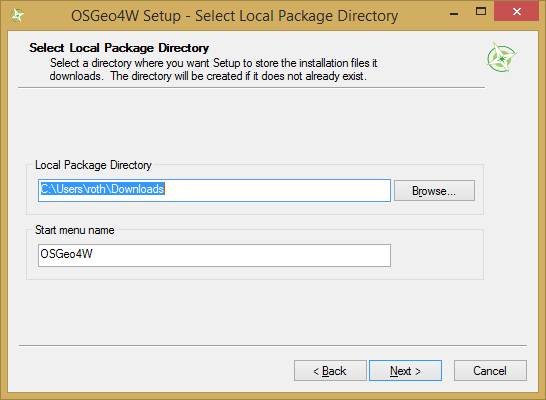 OSGeo4W Setup - Select Local Package Directory
Select Local Package Directory
Select a directory where you want Setup to store the installation files it
downloads. The directory will be created if it does not already exist.
Local Package Directory
C:\Users\roth\Downloads
Browse...
Start menu name
OSGeo4W
< Back
Next >
Cancel